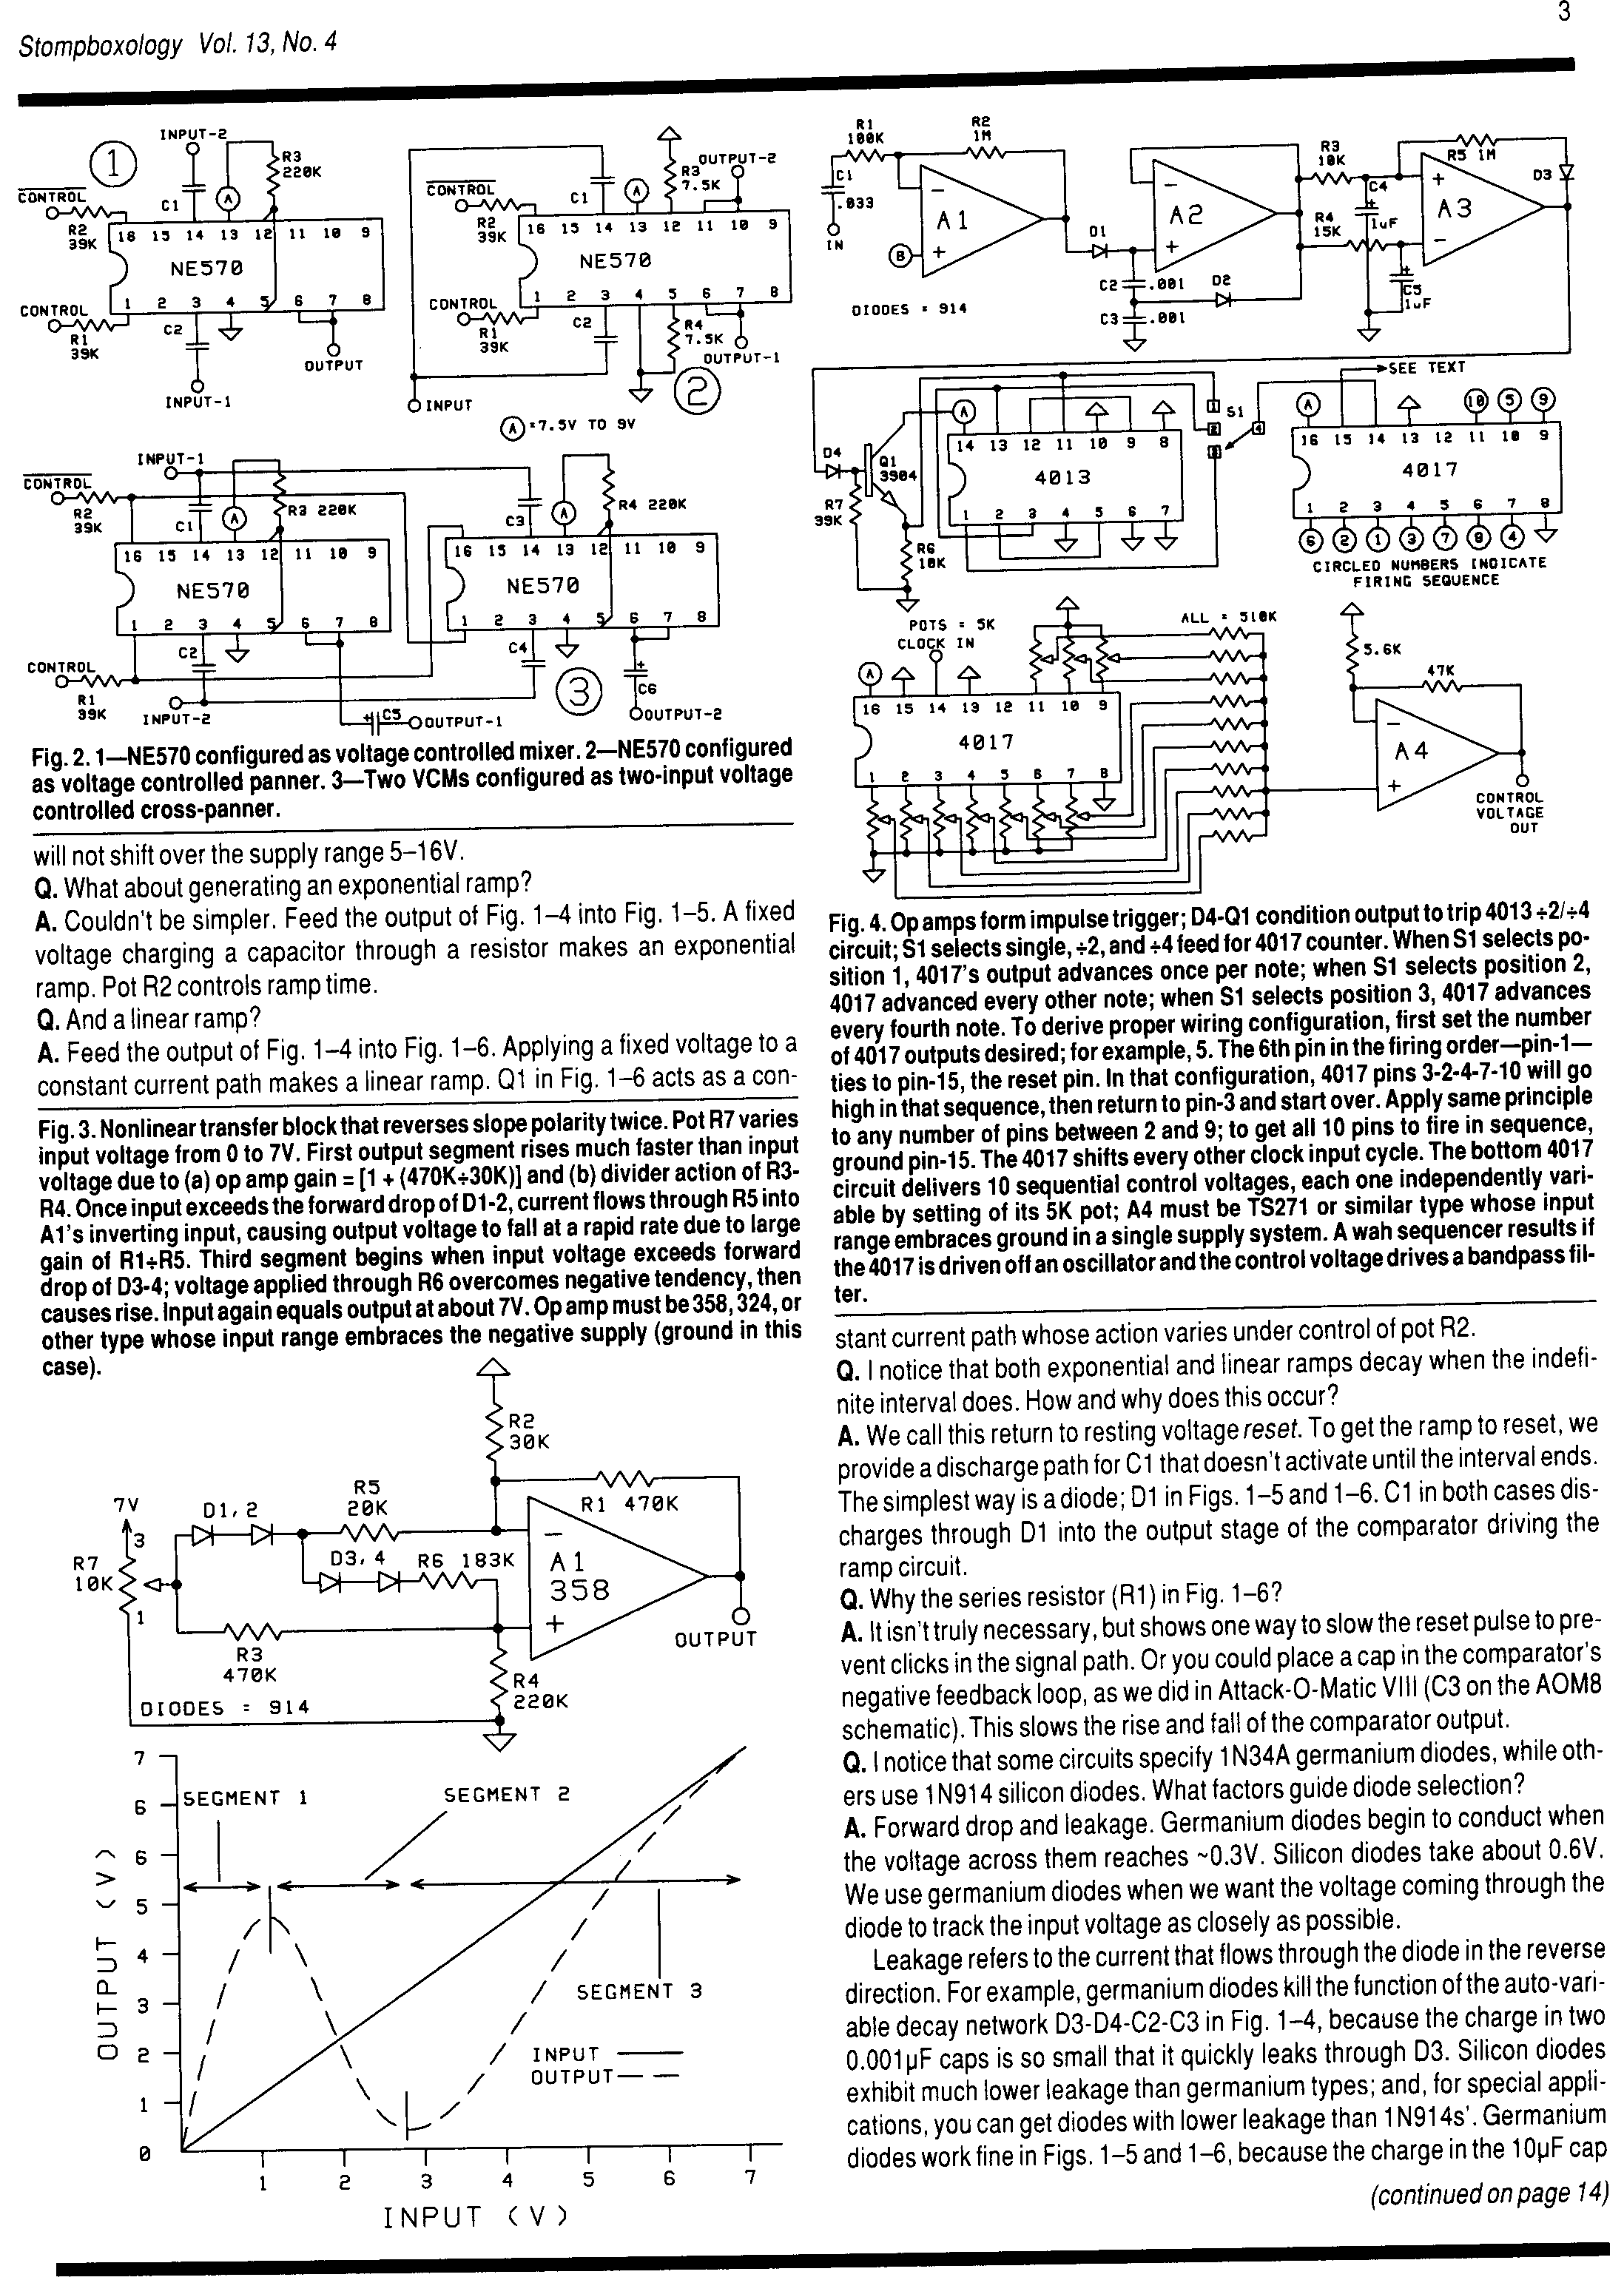 3
Stompboxology Vol. 13, No. 4
1
INPUT-2
R3
220K
CONTROL
C1
A
R2
39K
16 15 14 13 12 11 10 9
NE570
1 2 3 4 5 6 7 8
CONTROL
R1
39K
C2
INPUT-1
OUTPUT
CONTROL
R2
39K
C1
A
R3
7.5K
OUTPUT-2
16 15 14 13 12 11 10 9
NE570
1 2 3 4 5 6 7 8
CONTROL
R1
39K
C2
R4
7.5K
OUTPUT-1
INPUT
2
A =7.5V TO 9V
INPUT-1
CONTROL
R2
39K
C1
A
R3 220K
C3
A
R4 220K
16 15 14 13 12 11 10 9
NE570
1 2 3 4 5 6 7 8
16 15 14 13 12 11 10 9
NE570
1 2 3 4 5 6 7 8
CONTROL
R1
39K
C2
INPUT-2
C4
3
+
C5
OUTPUT-1
+
C6
OUTPUT-2
Fig. 2. 1—NE570 configured as voltage controlled mixer. 2—NE570 configured
as voltage controlled panner. 3—Two VCMs configured as two-input voltage
controlled cross-panner.
will not shift over the supply range 5–16V.
Q. What about generating an exponential ramp?
A. Couldn't be simpler. Feed the output of Fig. 1–4 into Fig. 1–5. A fixed
voltage charging a capacitor through a resistor makes an exponential
ramp. Pot R2 controls ramp time.
Q. And a linear ramp?
A. Feed the output of Fig. 1–4 into Fig. 1–6. Applying a fixed voltage to a
constant current path makes a linear ramp. Q1 in Fig. 1–6 acts as a con-
Fig. 3. Nonlinear transfer block that reverses slope polarity twice. Pot R7 varies
input voltage from 0 to 7V. First output segment rises much faster than input
voltage due to (a) op amp gain = [1 + (470K÷30K)] and (b) divider action of R3-
R4. Once input exceeds the forward drop of D1-2, current flows through R5 into
A1's inverting input, causing output voltage to fall at a rapid rate due to large
gain of R1÷R5. Third segment begins when input voltage exceeds forward
drop of D3-4; voltage applied through R6 overcomes negative tendency, then
causes rise. Input again equals output at about 7V. Op amp must be 358, 324, or
other type whose input range embraces the negative supply (ground in this
case).
R2
30K
R1 470K
R5
20K
D1,2
7V
3
R7
10K
1
D3,4
R6 183K
−
A1
358
+
OUTPUT
R3
470K
R4
220K
DIODES = 914
7
6
6
5
4
3
2
1
0
OUTPUT (V)
SEGMENT 1
SEGMENT 2
SEGMENT 3
INPUT
OUTPUT
1 2 3 4 5 6 7
INPUT (V)
R1
100K
R2
1M
C1
.033
IN
−
A1
+
B
D1
−
A2
+
C2 .001
D2
C3 .001
DIODES = 914
R3
10K
C4
+
1uF
R4
15K
R5 1M
+
A3
−
D3
+
C5
1uF
SEE TEXT
D4
Q1
3904
R7
39K
R6
10K
A
14 13 12 11 10 9 8
4013
1 2 3 4 5 6 7
1
2
3
S1
4
A
10 5 9
16 15 14 13 12 11 10 9
4017
1 2 3 4 5 6 7 8
6 2 1 3 7 8 4
CIRCLED NUMBERS INDICATE
FIRING SEQUENCE
POTS = 5K
CLOCK IN
ALL = 510K
A
16 15 14 13 12 11 10 9
4017
1 2 3 4 5 6 7 8
5.6K
47K
−
A4
+
CONTROL
VOLTAGE
OUT
Fig. 4. Op amps form impulse trigger; D4-Q1 condition output to trip 4013 ÷2/÷4
circuit; S1 selects single, ÷2, and ÷4 feed for 4017 counter. When S1 selects po-
sition 1, 4017's output advances once per note; when S1 selects position 2,
4017 advanced every other note; when S1 selects position 3, 4017 advances
every fourth note. To derive proper wiring configuration, first set the number
of 4017 outputs desired; for example, 5. The 6th pin in the firing order—pin-1—
ties to pin-15, the reset pin. In that configuration, 4017 pins 3-2-4-7-10 will go
high in that sequence, then return to pin-3 and start over. Apply same principle
to any number of pins between 2 and 9; to get all 10 pins to fire in sequence,
ground pin-15. The 4017 shifts every other clock input cycle. The bottom 4017
circuit delivers 10 sequential control voltages, each one independently vari-
able by setting of its 5K pot; A4 must be TS271 or similar type whose input
range embraces ground in a single supply system. A wah sequencer results if
the 4017 is driven off an oscillator and the control voltage drives a bandpass fil-
ter.
stant current path whose action varies under control of pot R2.
Q. I notice that both exponential and linear ramps decay when the indefi-
nite interval does. How and why does this occur?
A. We call this return to resting voltage reset. To get the ramp to reset, we
provide a discharge path for C1 that doesn't activate until the interval ends.
The simplest way is a diode; D1 in Figs. 1–5 and 1–6. C1 in both cases dis-
charges through D1 into the output stage of the comparator driving the
ramp circuit.
Q. Why the series resistor (R1) in Fig. 1–6?
A. It isn't truly necessary, but shows one way to slow the reset pulse to pre-
vent clicks in the signal path. Or you could place a cap in the comparator's
negative feedback loop, as we did in Attack-O-Matic VIII (C3 on the AOM8
schematic). This slows the rise and fall of the comparator output.
Q. I notice that some circuits specify 1N34A germanium diodes, while oth-
ers use 1N914 silicon diodes. What factors guide diode selection?
A. Forward drop and leakage. Germanium diodes begin to conduct when
the voltage across them reaches ~0.3V. Silicon diodes take about 0.6V.
We use germanium diodes when we want the voltage coming through the
diode to track the input voltage as closely as possible.
Leakage refers to the current that flows through the diode in the reverse
direction. For example, germanium diodes kill the function of the auto-vari-
able decay network D3-D4-C2-C3 in Fig. 1–4, because the charge in two
0.001µF caps is so small that it quickly leaks through D3. Silicon diodes
exhibit much lower leakage than germanium types; and, for special appli-
cations, you can get diodes with lower leakage than 1N914s'. Germanium
diodes work fine in Figs. 1–5 and 1–6, because the charge in the 10µF cap
(continued on page 14)